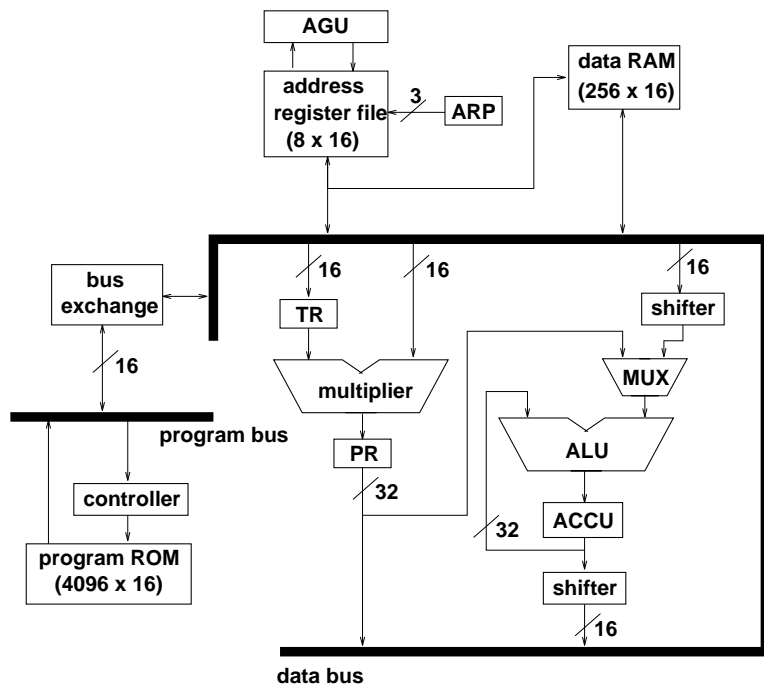 AGU
address
register file
(8 x 16)
3
ARP
data RAM
(256 x 16)
bus
exchange
16
16
16
16
TR
shifter
multiplier
MUX
program bus
PR
ALU
32
controller
ACCU
32
program ROM
(4096 x 16)
shifter
16
data bus